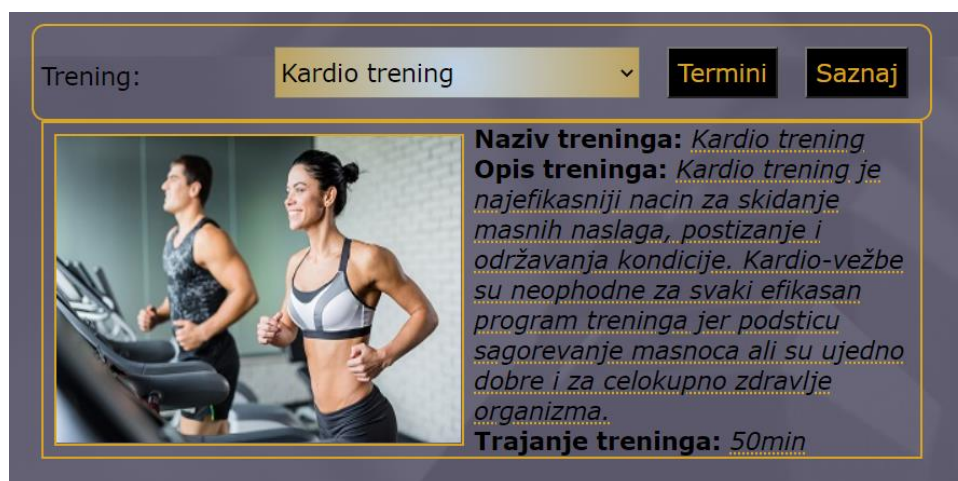 Trening: Kardio trening Termini Saznaj
Naziv treninga: Kardio trening
Opis treninga: Kardio trening je
najefikasniji nacin za skidanje
masnih naslaga, postizanje i
održavanja kondicije. Kardio-vežbe
su neophodne za svaki efikasan
program treninga jer podsticu
sagorevanje masnoca ali su ujedno
dobre i za celokupno zdravlje
organizma.
Trajanje treninga: 50min